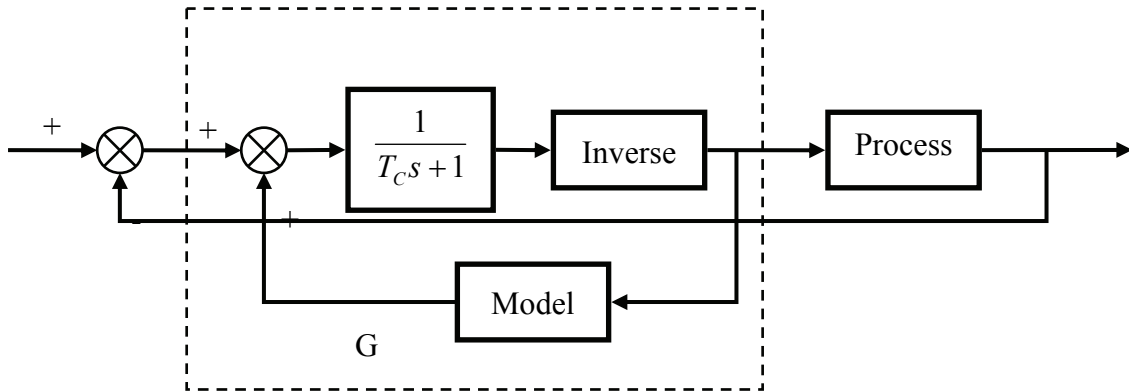 +
+
1
T_C s + 1
Inverse
Process
-
+
Model
G